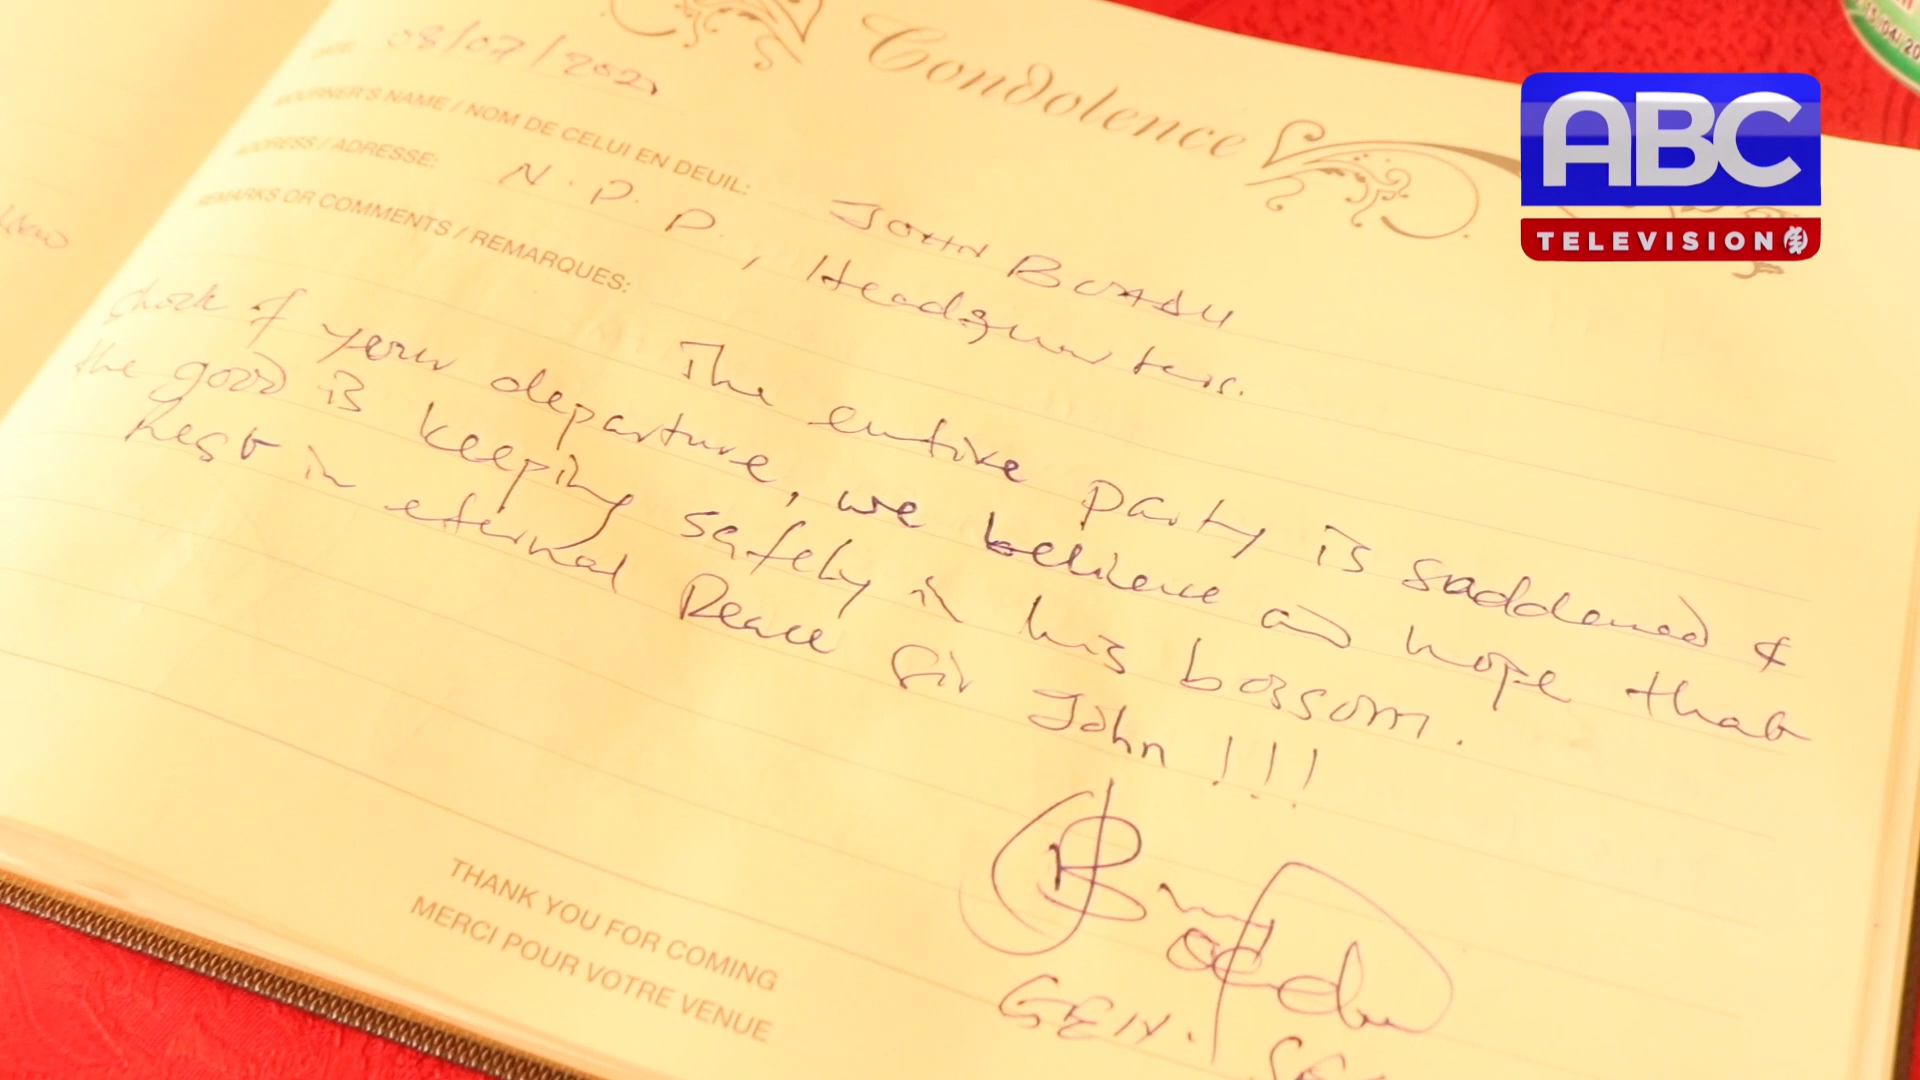 Condolence
DATE: 08/07/2021
MOURNER'S NAME / NOM DE CELUI EN DEUIL: JOHN BOADU
ADDRESS / ADRESSE: N.P.P., Headquarters.
REMARKS OR COMMENTS / REMARQUES:
The entire party is saddened &
chock of your departure, we believe and hope that
the good is keeping safely in his bossom.
Rest in eternal Peace Sir John !!!
GEN.
THANK YOU FOR COMING
MERCI POUR VOTRE VENUE
ABC
TELEVISION